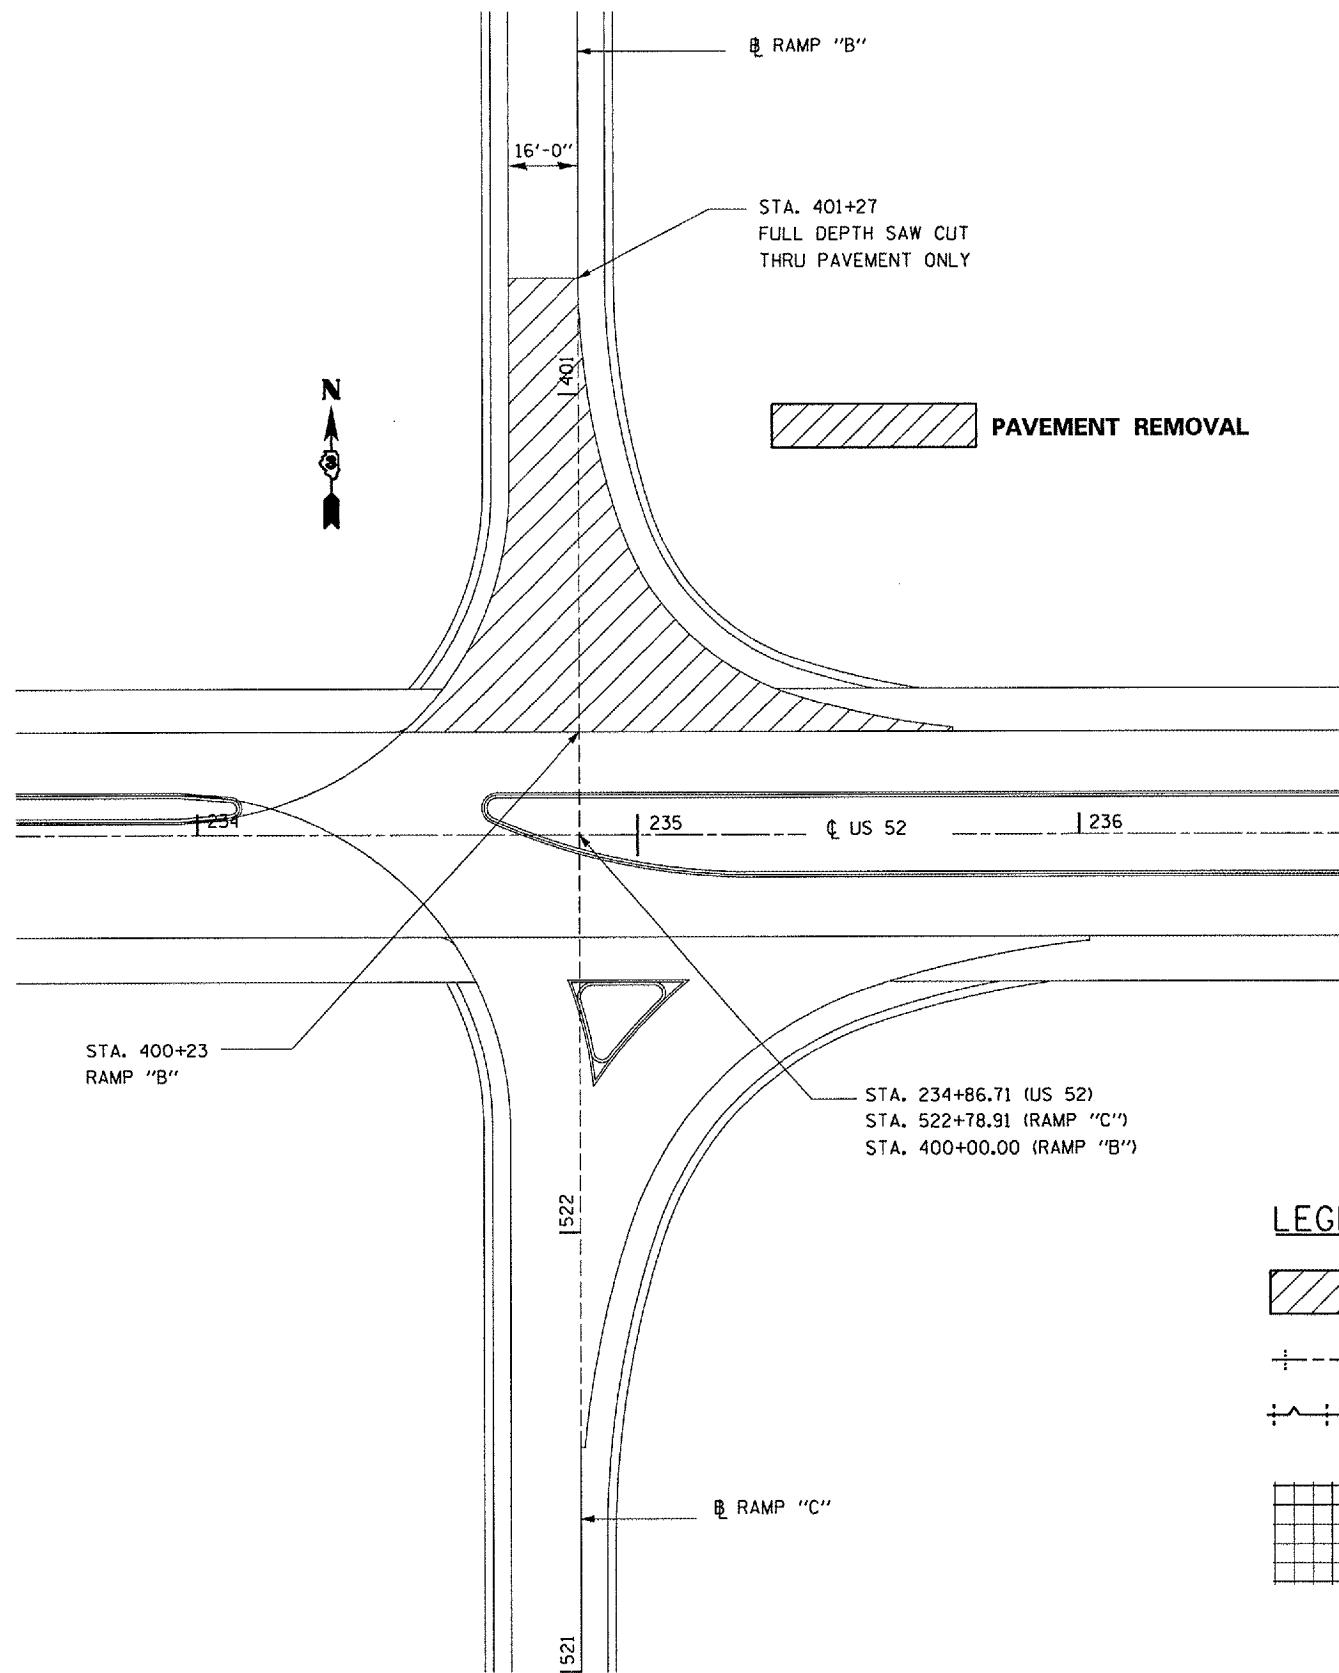 ℄ RAMP "B"
16'-0"
STA. 401+27
FULL DEPTH SAW CUT
THRU PAVEMENT ONLY
401
N
PAVEMENT REMOVAL
234
235
℄ US 52
236
STA. 400+23
RAMP "B"
STA. 234+86.71 (US 52)
STA. 522+78.91 (RAMP "C")
STA. 400+00.00 (RAMP "B")
522
℄ RAMP "C"
521